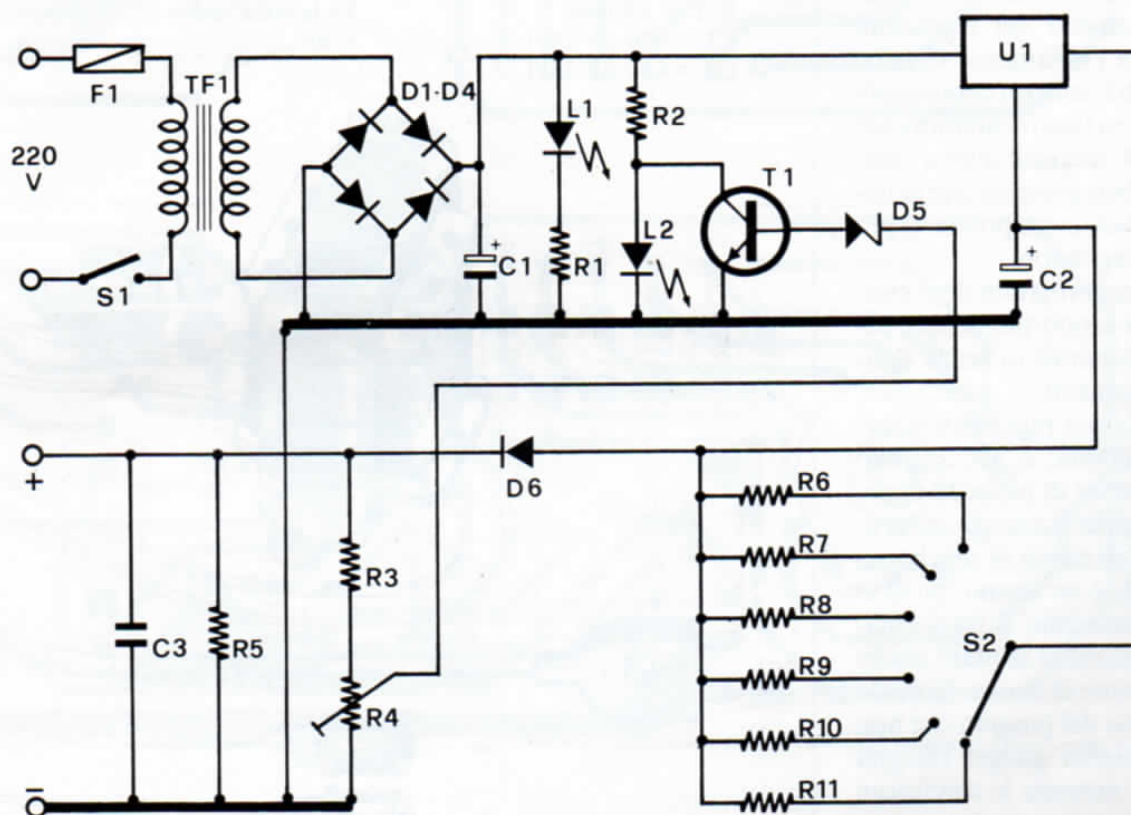 U1
F1
TF1
D1-D4
L1
R2
220
V
T1
D5
L2
+
C1
R1
+
C2
S1
+
D6
R6
R3
R7
R8
C3
R5
S2
R9
R4
R10
–
R11